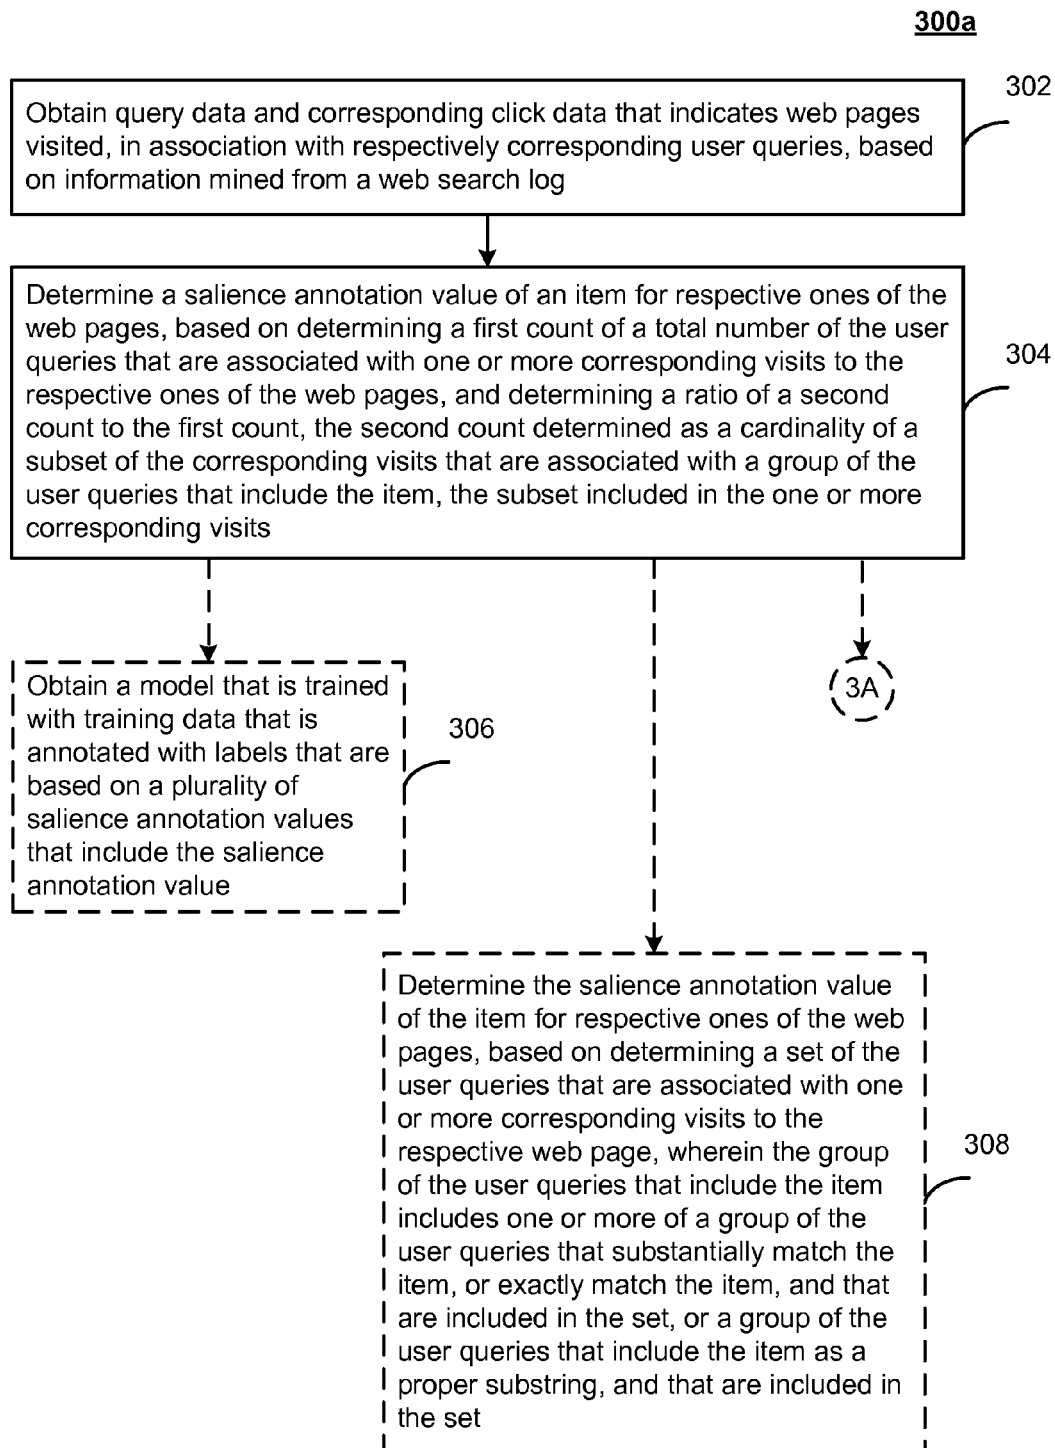 300a
302
Obtain query data and corresponding click data that indicates web pages
visited, in association with respectively corresponding user queries, based
on information mined from a web search log
Determine a salience annotation value of an item for respective ones of the
web pages, based on determining a first count of a total number of the user
queries that are associated with one or more corresponding visits to the
respective ones of the web pages, and determining a ratio of a second
count to the first count, the second count determined as a cardinality of a
subset of the corresponding visits that are associated with a group of the
user queries that include the item, the subset included in the one or more
corresponding visits
304
Obtain a model that is trained
with training data that is
annotated with labels that are
based on a plurality of
salience annotation values
that include the salience
annotation value
306
3A
Determine the salience annotation value
of the item for respective ones of the web
pages, based on determining a set of the
user queries that are associated with one
or more corresponding visits to the
respective web page, wherein the group
of the user queries that include the item
includes one or more of a group of the
user queries that substantially match the
item, or exactly match the item, and that
are included in the set, or a group of the
user queries that include the item as a
proper substring, and that are included in
the set
308